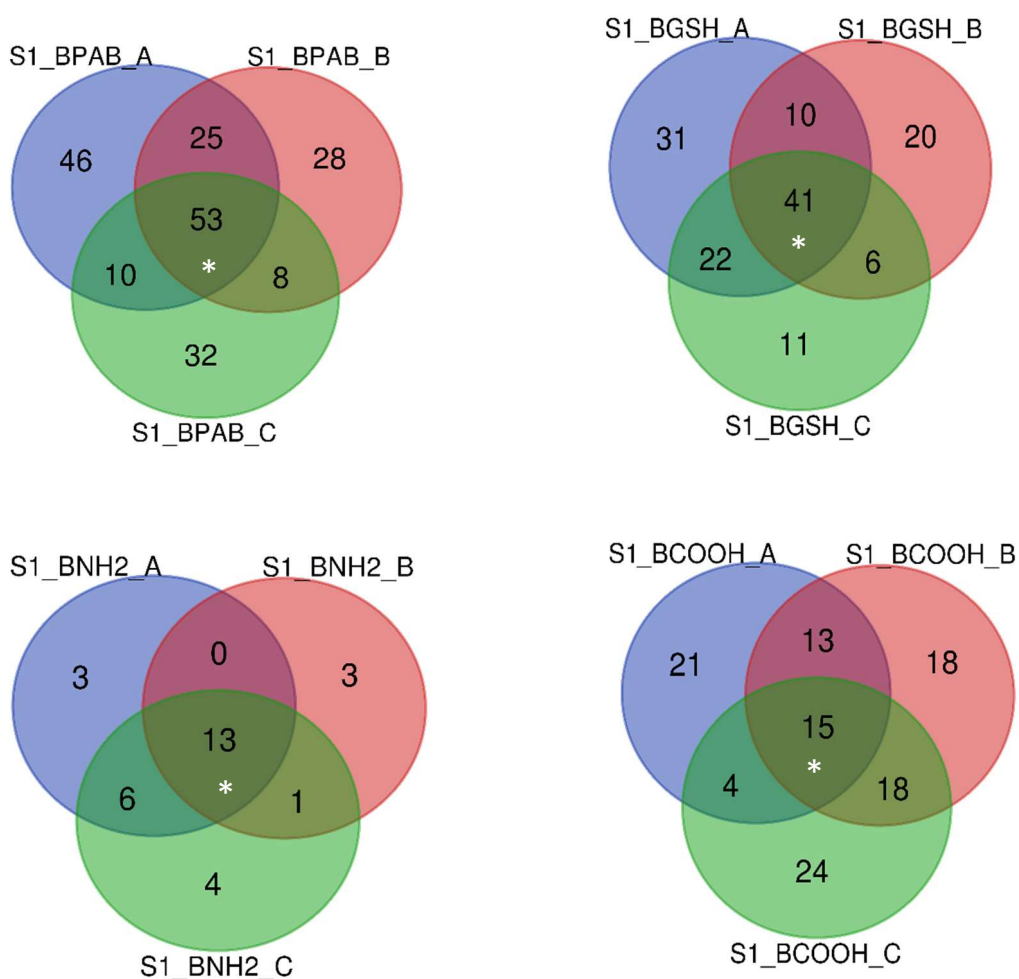 S1_BPAB_A
S1_BPAB_B
46
25
28
53
10
*
8
32
S1_BPAB_C
S1_BGSH_A
S1_BGSH_B
31
10
20
41
22
*
6
11
S1_BGSH_C
S1_BNH2_A
S1_BNH2_B
3
0
3
13
6
*
1
4
S1_BNH2_C
S1_BCOOH_A
S1_BCOOH_B
21
13
18
15
4
*
18
24
S1_BCOOH_C